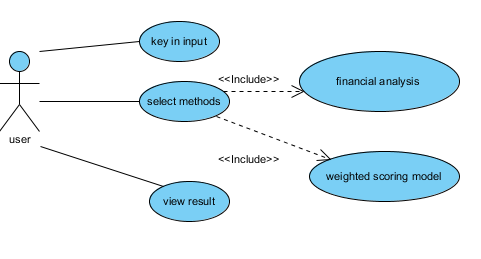 key in input
<<Include>>
financial analysis
select methods
user
<<Include>>
weighted scoring model
view result